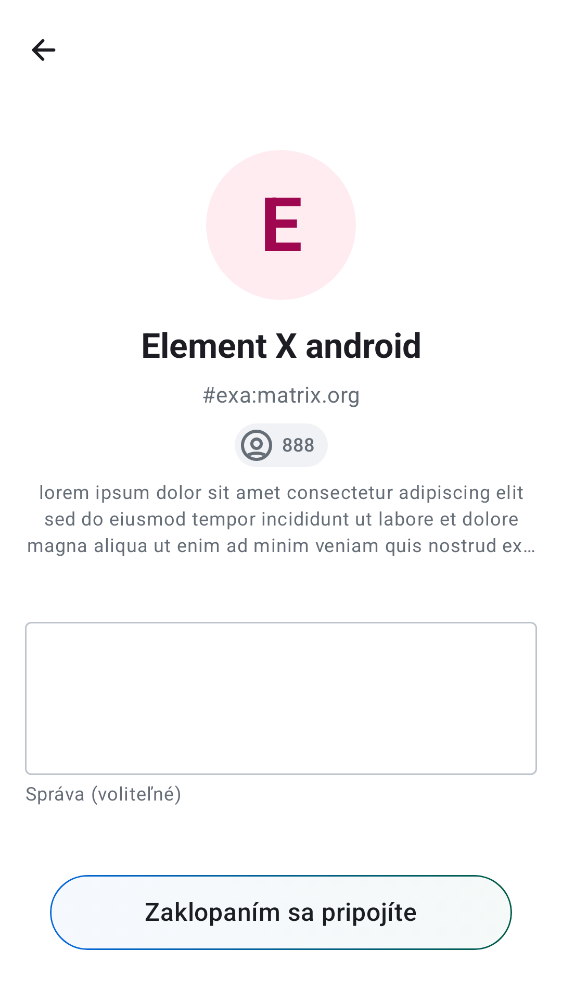 E
Element X android
#exa:matrix.org
888
lorem ipsum dolor sit amet consectetur adipiscing elit
sed do eiusmod tempor incididunt ut labore et dolore
magna aliqua ut enim ad minim veniam quis nostrud ex…
Správa (voliteľné)
Zaklopaním sa pripojíte